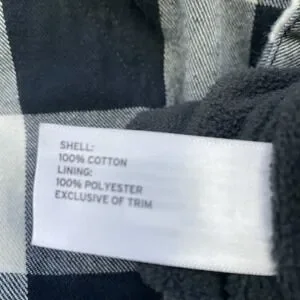 SHELL:
100% COTTON
LINING:
100% POLYESTER
EXCLUSIVE OF TRIM